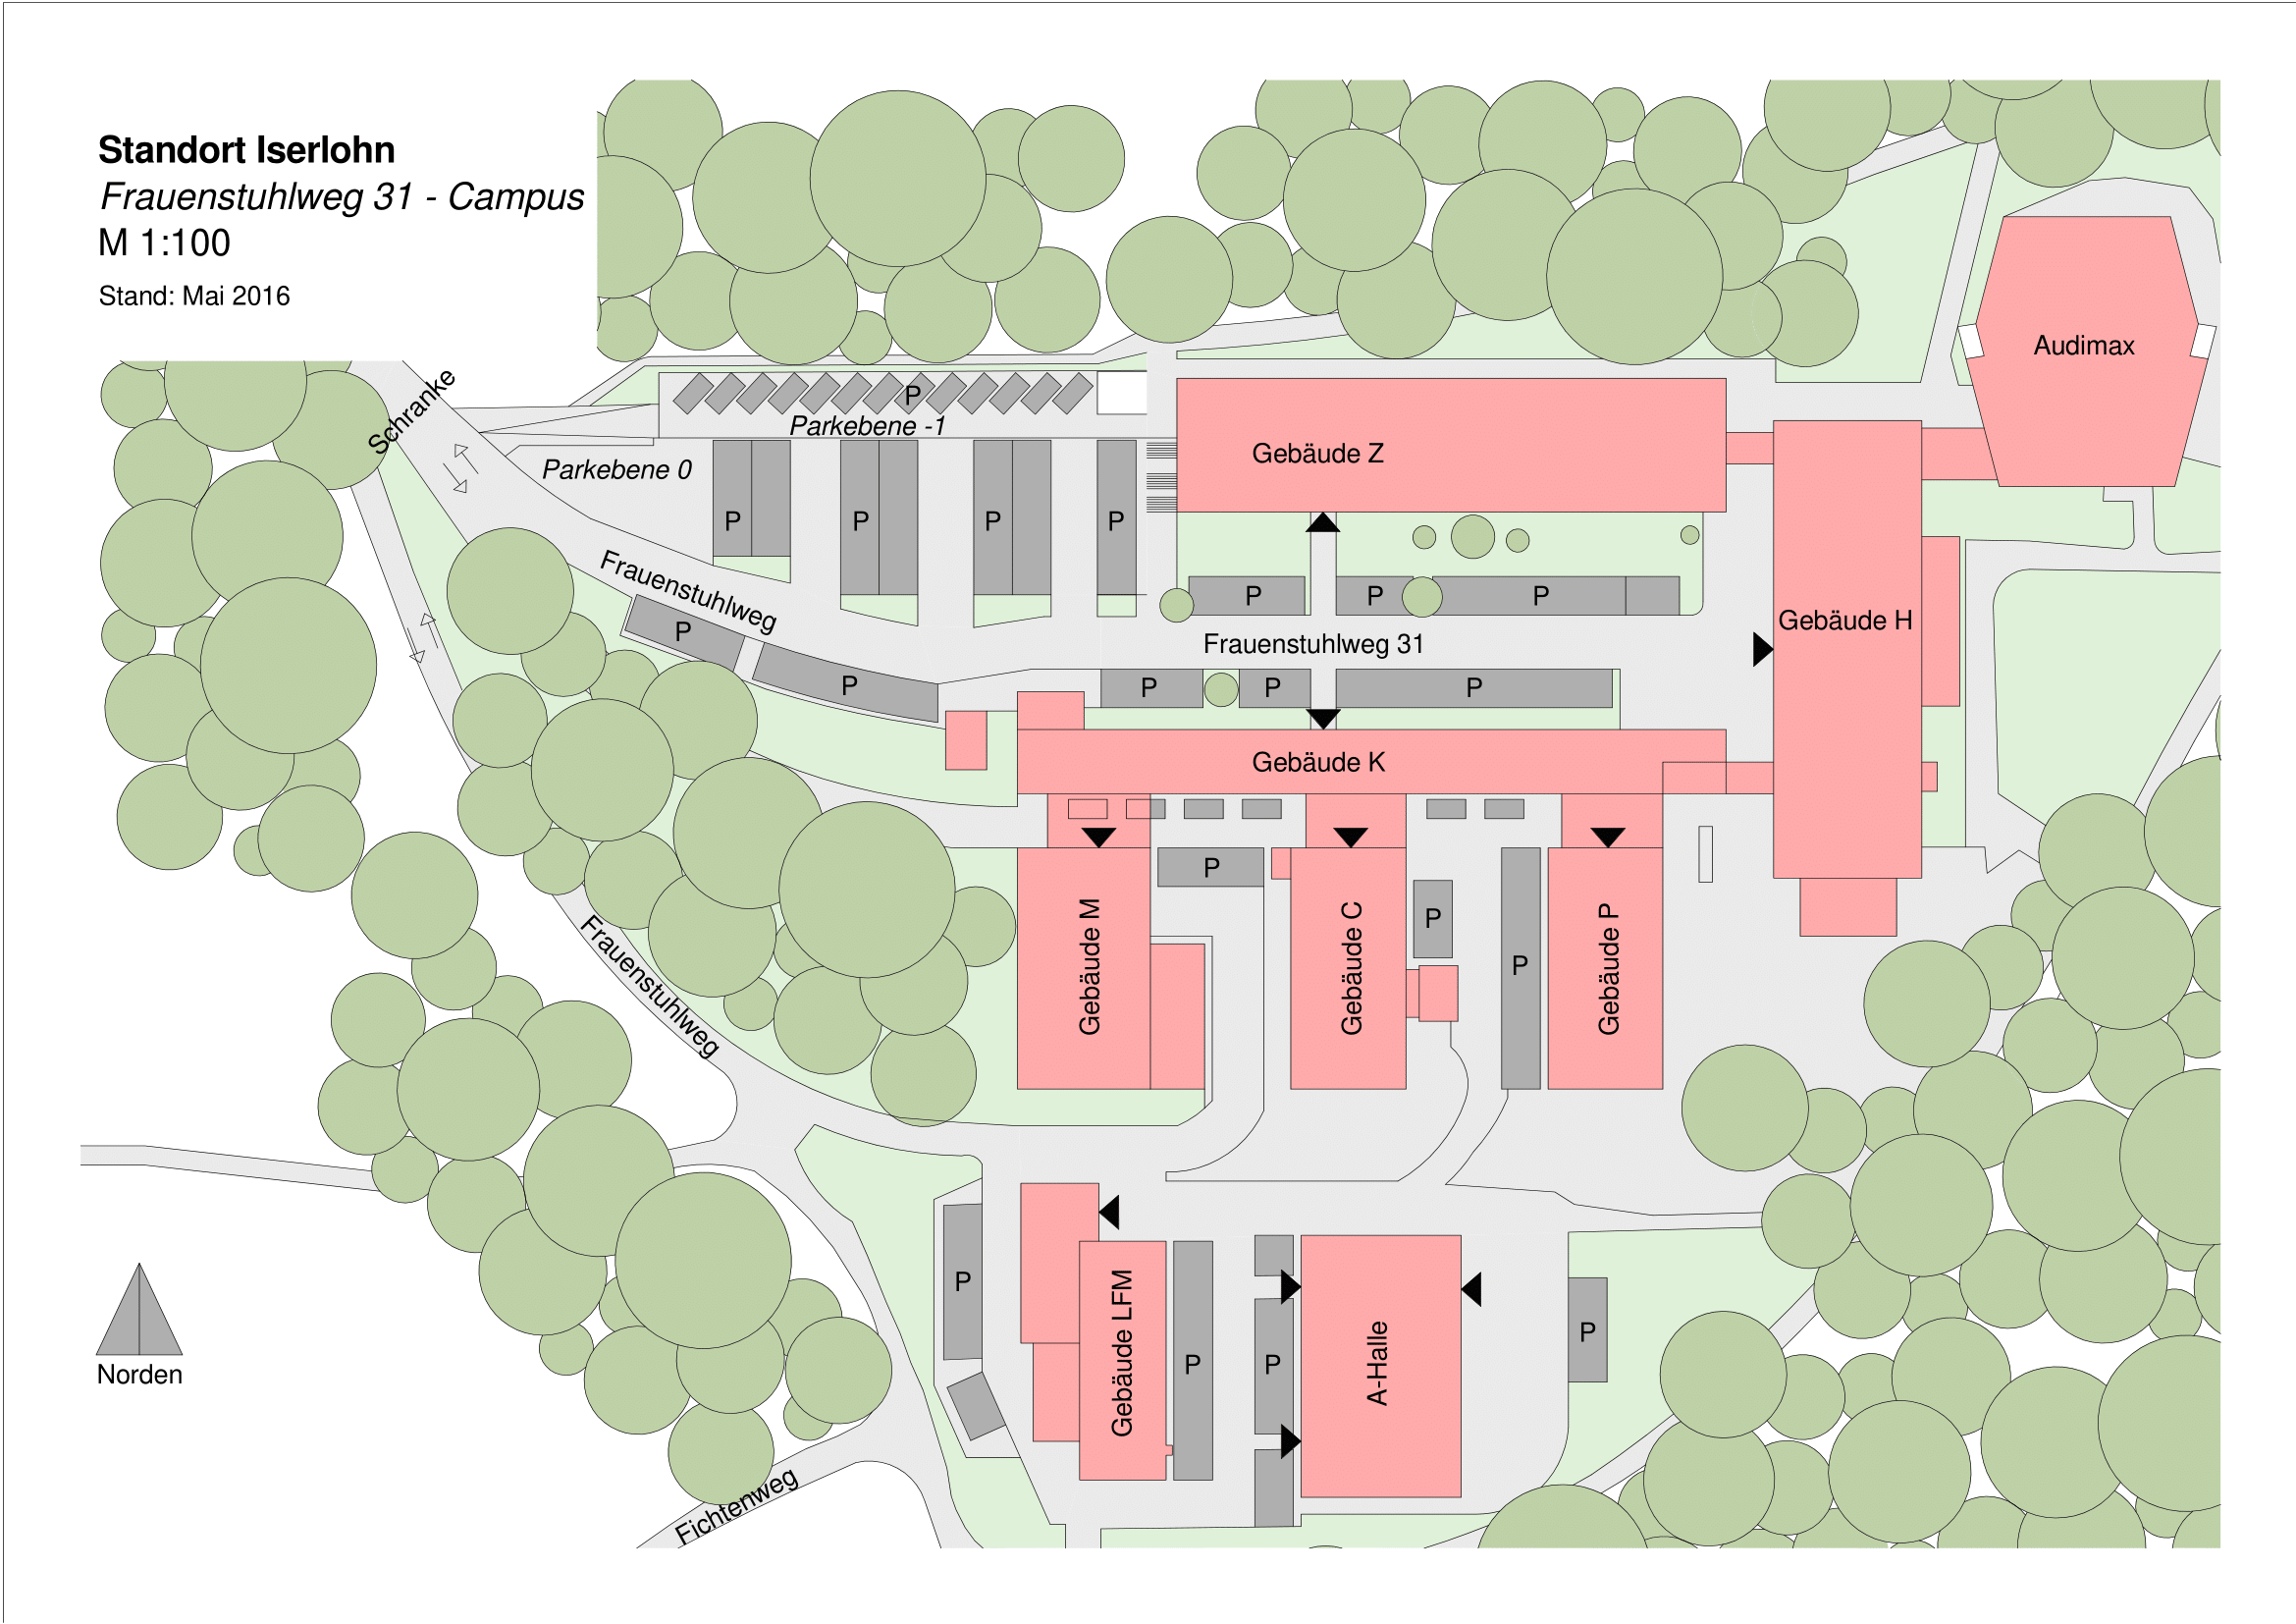 Standort Iserlohn
Frauenstuhlweg 31 - Campus
M 1:100
Stand: Mai 2016
Schranke
P
Parkebene -1
Parkebene 0
P
P
P
P
Gebäude Z
Audimax
Frauenstuhlweg
P
P
P
P
P
Frauenstuhlweg 31
P
P
P
Gebäude H
Gebäude K
P
Gebäude M
Gebäude C
P
P
Gebäude P
Frauenstuhlweg
P
Gebäude LFM
P
P
A-Halle
P
Norden
Fichtenweg